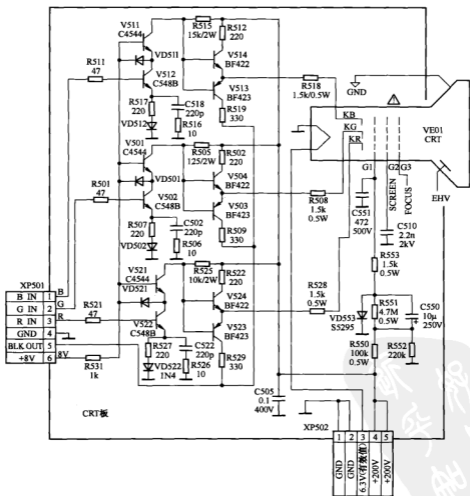 V511
C4544
R515
15k/2W
R512
220
V514
BF422
R511
47
VD511
V512
C548B
V513
BF423
R518
1.5k/0.5W
GND
R517
220
C518
220p
R519
330
VD512
R516
10
KB
KG
KR
VE01
CRT
V501
C4544
R505
125/2W
R502
220
G1
G2
G3
R501
47
VD501
V504
BF422
V502
C548B
V503
BF423
R508
1.5k
0.5W
C551
472
500V
SCREEN
FOCUS
EHV
R507
220
C502
220p
R509
330
C510
2.2n
2kV
VD502
R506
10
R553
1.5k
0.5W
V521
C4544
R525
10k/2W
R522
220
XP501
B IN 1 B
G IN 2 G
R IN 3 R
GND 4
BLK OUT 5
+8V 6 8V
R521
47
VD521
V524
BF422
R528
1.5k
0.5W
VD553
S5295
R551
4.7M
0.5W
C550
10μ
250V
V522
C548B
V523
BF423
R527
220
C522
220p
R529
330
R550
100k
0.5W
R552
220k
R531
1k
VD522
1N4
R526
10
C505
0.1
400V
CRT板
XP502
1 2 3 4 5
GND
GND
6.3V(有效值)
+200V
+200V